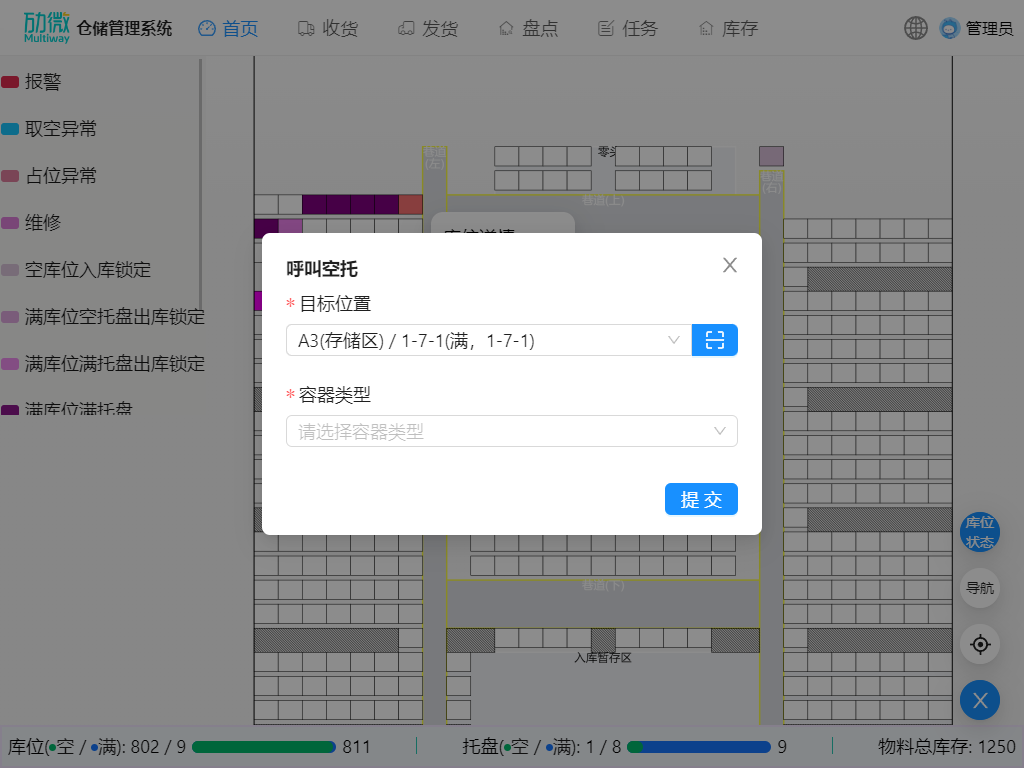 劢微 Multiway 仓储管理系统 首页 收货 发货 盘点 任务 库存 管理员
报警
取空异常
占位异常
维修
空库位入库锁定
满库位空托盘出库锁定
满库位满托盘出库锁定
满库位满托盘
巷道(左)
零头
巷道(右)
巷道(上)
库位详情
呼叫空托
* 目标位置
A3(存储区) / 1-7-1(满，1-7-1)
* 容器类型
请选择容器类型
提 交
库位状态
导航
巷道(下)
入库暂存区
库位(空 / 满): 802 / 9 811 托盘(空 / 满): 1 / 8 9 物料总库存: 1250